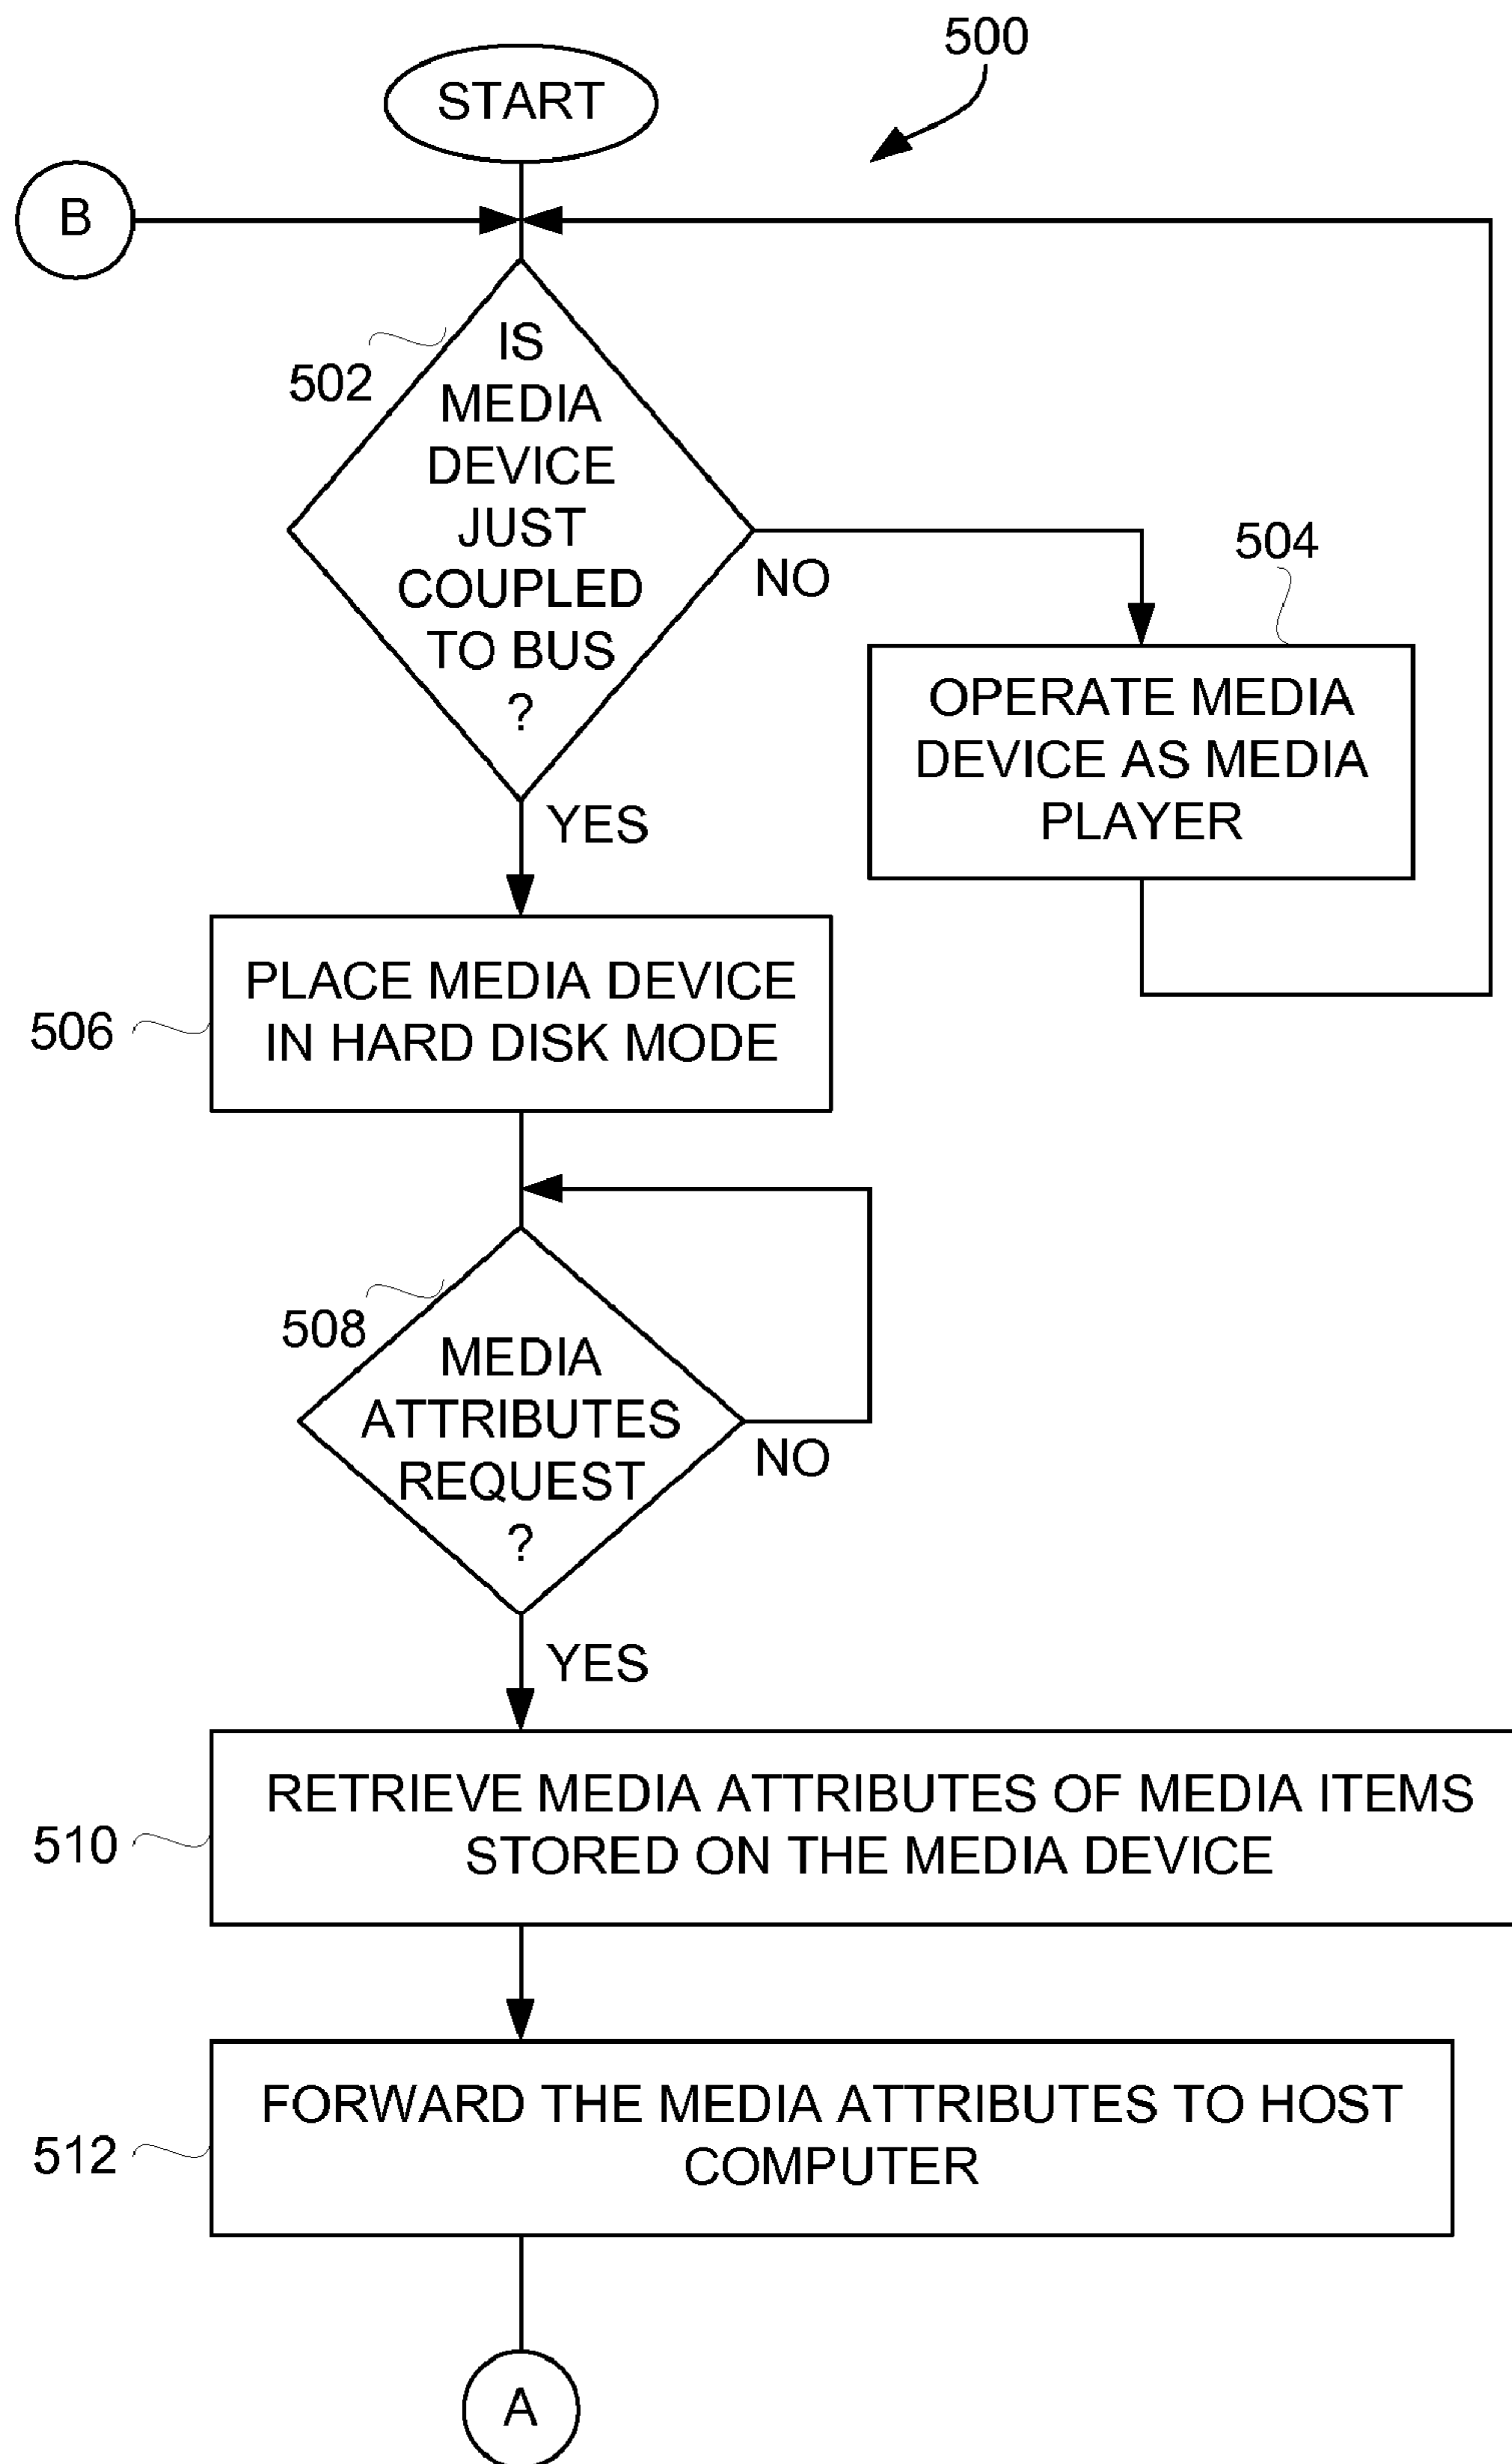 500
START
B
502
IS
MEDIA
DEVICE
JUST
COUPLED
TO BUS
?
NO
504
OPERATE MEDIA
DEVICE AS MEDIA
PLAYER
YES
506
PLACE MEDIA DEVICE
IN HARD DISK MODE
508
MEDIA
ATTRIBUTES
REQUEST
?
NO
YES
510
RETRIEVE MEDIA ATTRIBUTES OF MEDIA ITEMS
STORED ON THE MEDIA DEVICE
512
FORWARD THE MEDIA ATTRIBUTES TO HOST
COMPUTER
A